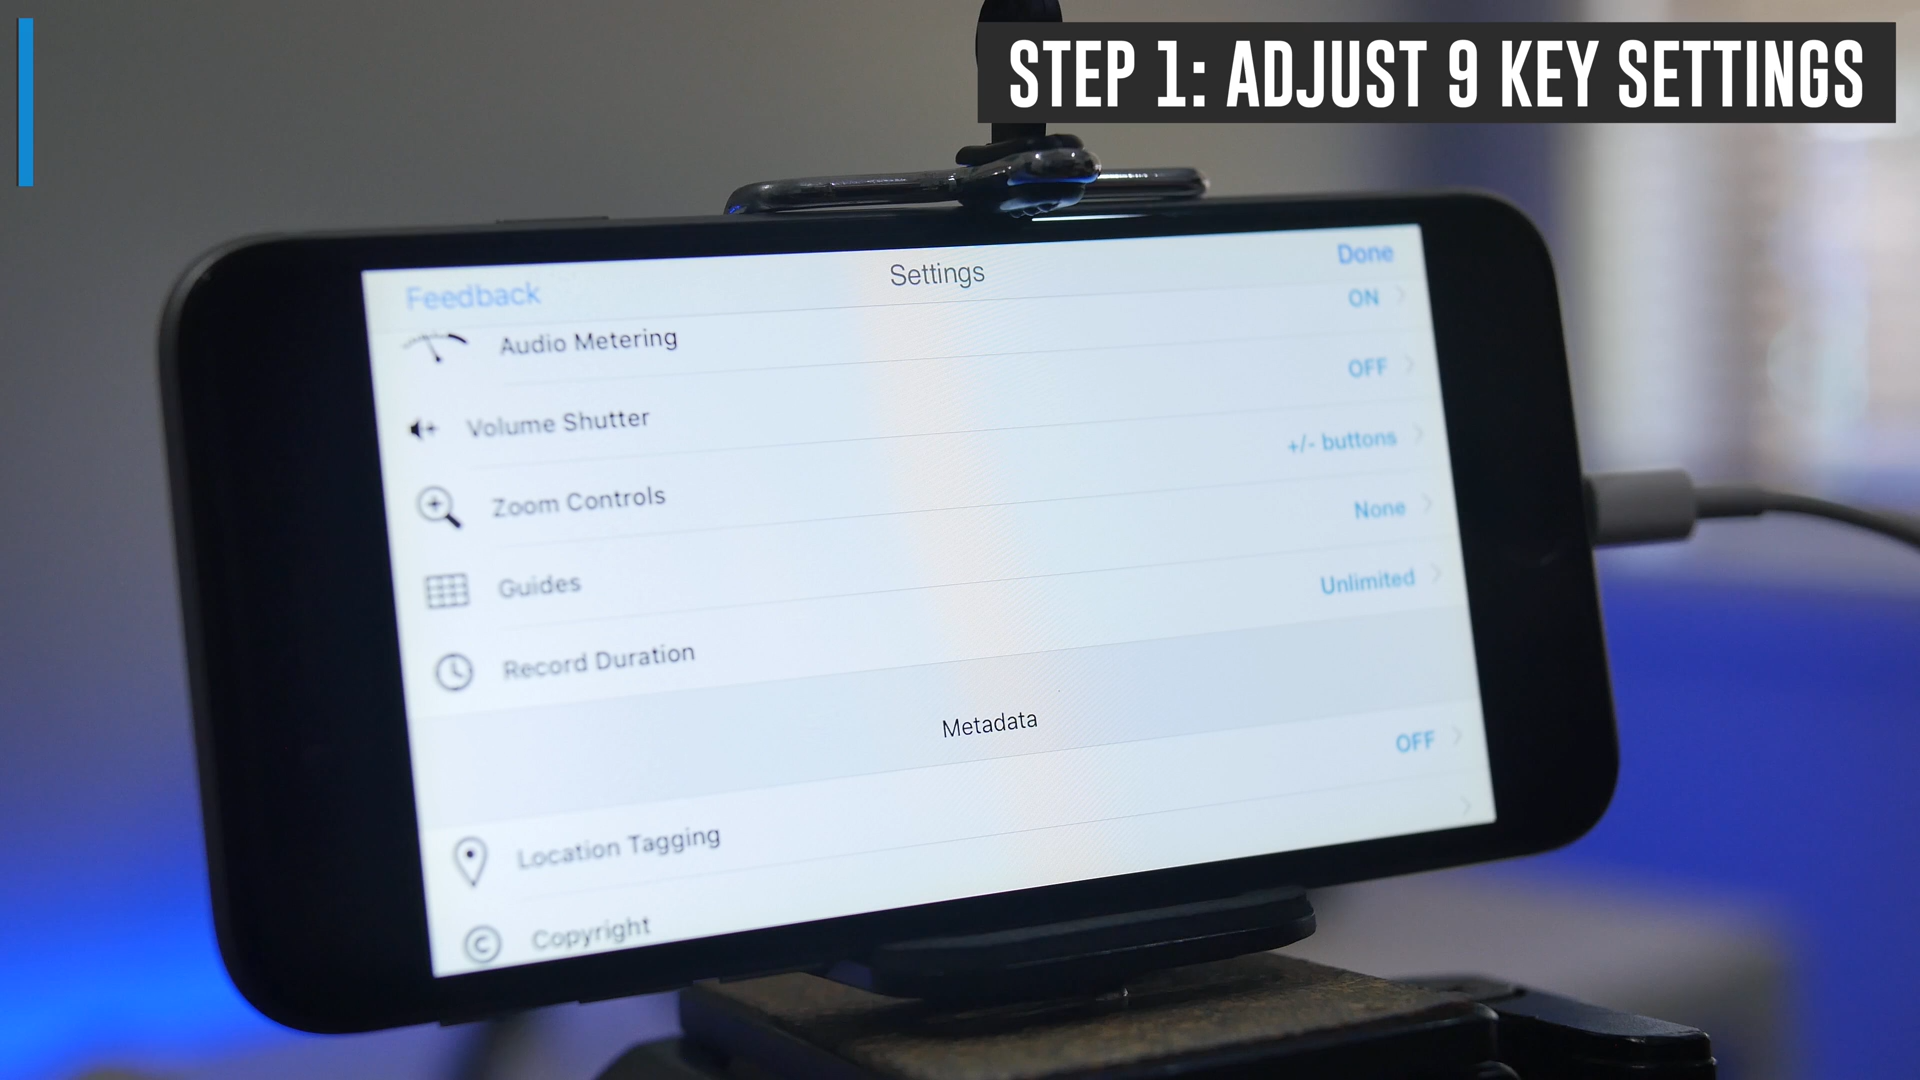 STEP 1: ADJUST 9 KEY SETTINGS
Feedback Settings Done
Audio Metering ON
Volume Shutter OFF
Zoom Controls +/- buttons
Guides None
Record Duration Unlimited
Metadata
Location Tagging OFF
Copyright